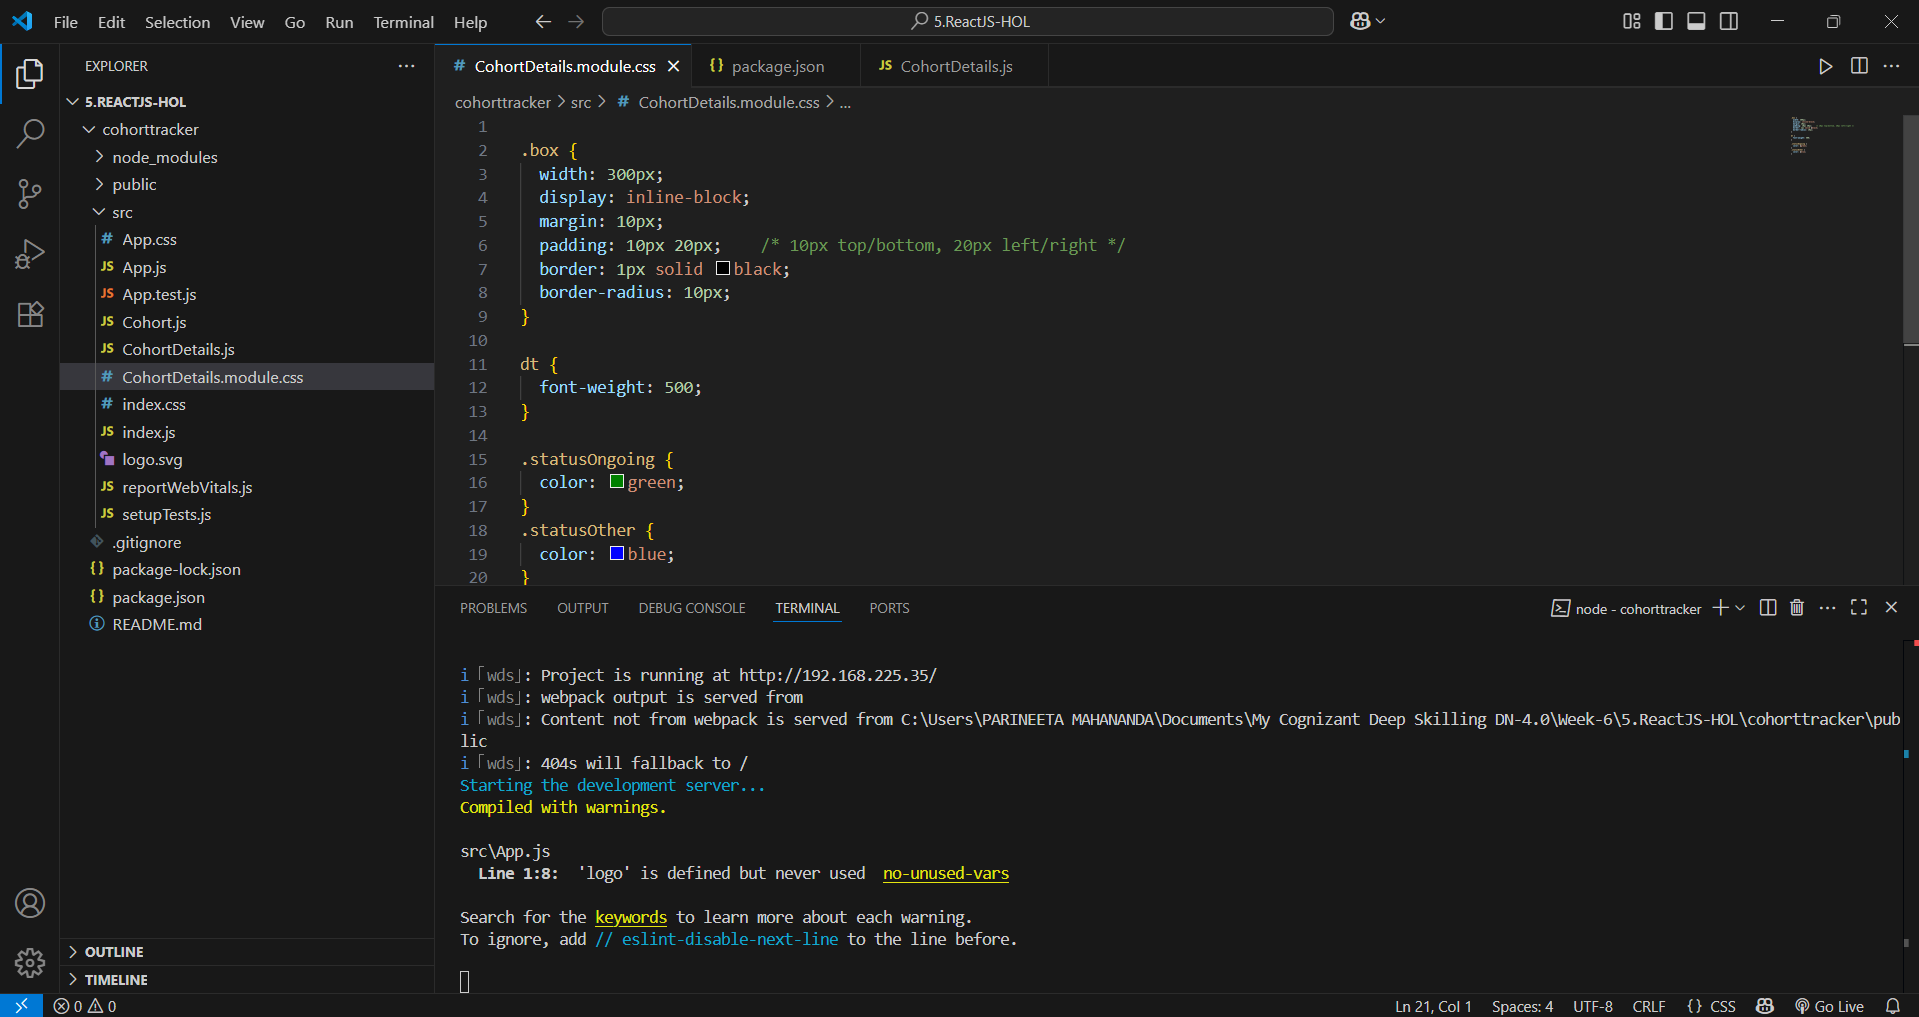 File Edit Selection View Go Run Terminal Help
5.ReactJS-HOL
EXPLORER
5.REACTJS-HOL
cohorttracker
node_modules
public
src
# App.css
JS App.js
JS App.test.js
JS Cohort.js
JS CohortDetails.js
# CohortDetails.module.css
# index.css
JS index.js
logo.svg
JS reportWebVitals.js
JS setupTests.js
.gitignore
{} package-lock.json
{} package.json
README.md
OUTLINE
TIMELINE
# CohortDetails.module.css
{} package.json
JS CohortDetails.js
cohorttracker > src > # CohortDetails.module.css > ...
1
2 .box {
3 width: 300px;
4 display: inline-block;
5 margin: 10px;
6 padding: 10px 20px; /* 10px top/bottom, 20px left/right */
7 border: 1px solid black;
8 border-radius: 10px;
9 }
10
11 dt {
12 font-weight: 500;
13 }
14
15 .statusOngoing {
16 color: green;
17 }
18 .statusOther {
19 color: blue;
20 }
PROBLEMS OUTPUT DEBUG CONSOLE TERMINAL PORTS
node - cohorttracker
i ｢wds｣: Project is running at http://192.168.225.35/
i ｢wds｣: webpack output is served from
i ｢wds｣: Content not from webpack is served from C:\Users\PARINEETA MAHANANDA\Documents\My Cognizant Deep Skilling DN-4.0\Week-6\5.ReactJS-HOL\cohorttracker\pub
lic
i ｢wds｣: 404s will fallback to /
Starting the development server...
Compiled with warnings.
src\App.js
Line 1:8: 'logo' is defined but never used no-unused-vars
Search for the keywords to learn more about each warning.
To ignore, add // eslint-disable-next-line to the line before.
0 0
Ln 21, Col 1 Spaces: 4 UTF-8 CRLF {} CSS Go Live